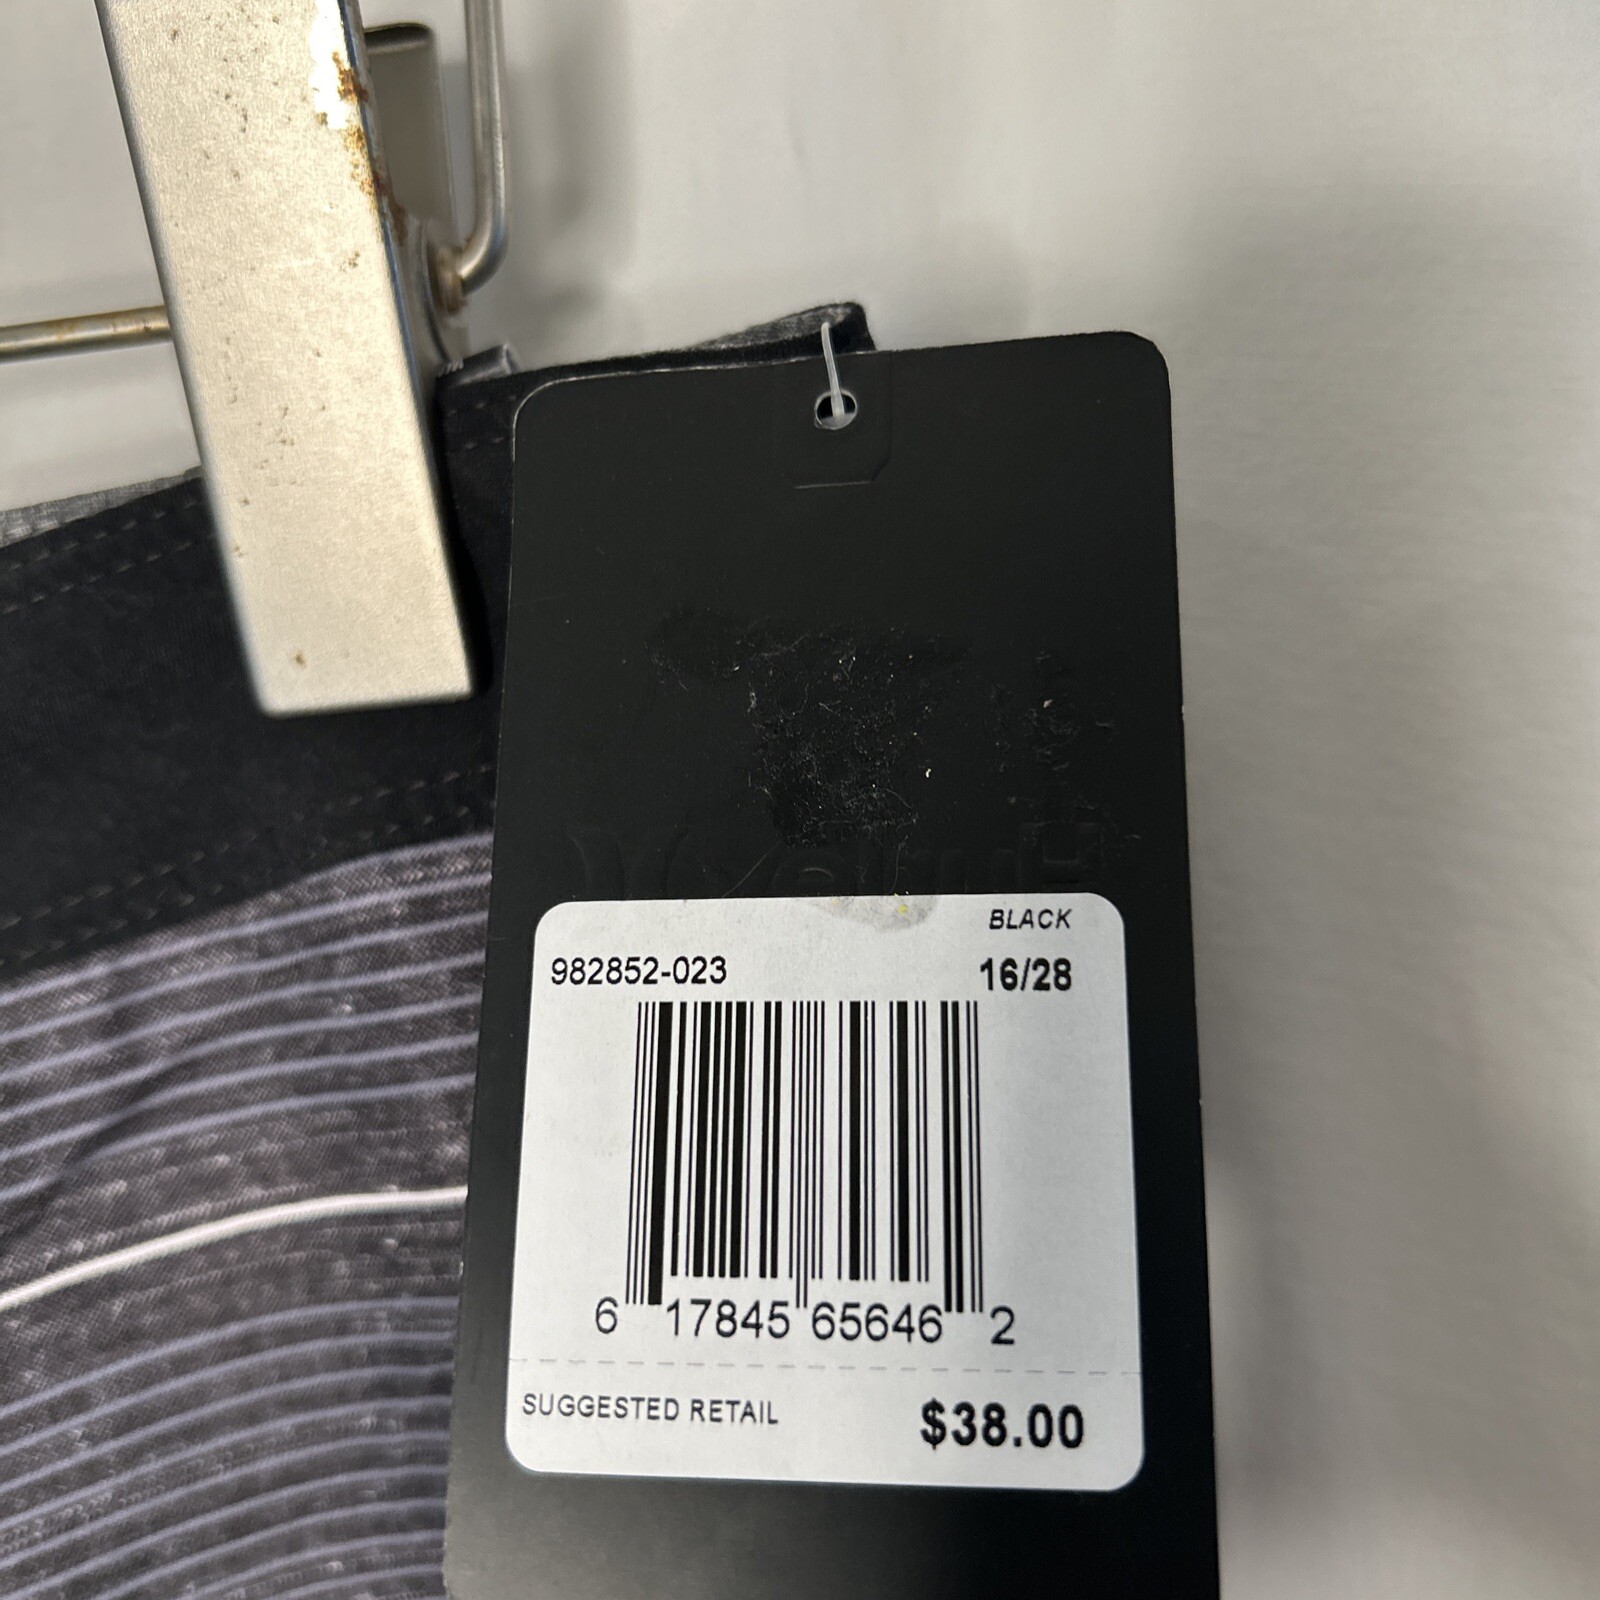 BLACK
982852-023 16/28
6 17845 65646 2
SUGGESTED RETAIL $38.00